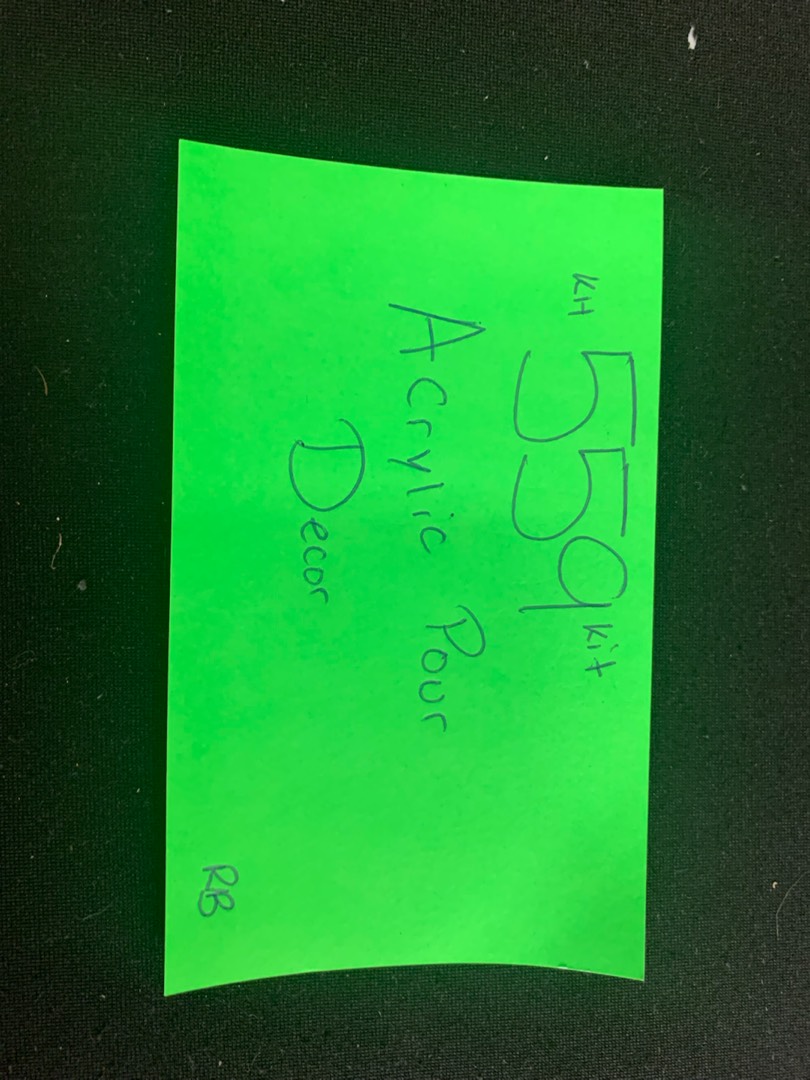 KH 559 kit
Acrylic Pour
Decor
RB